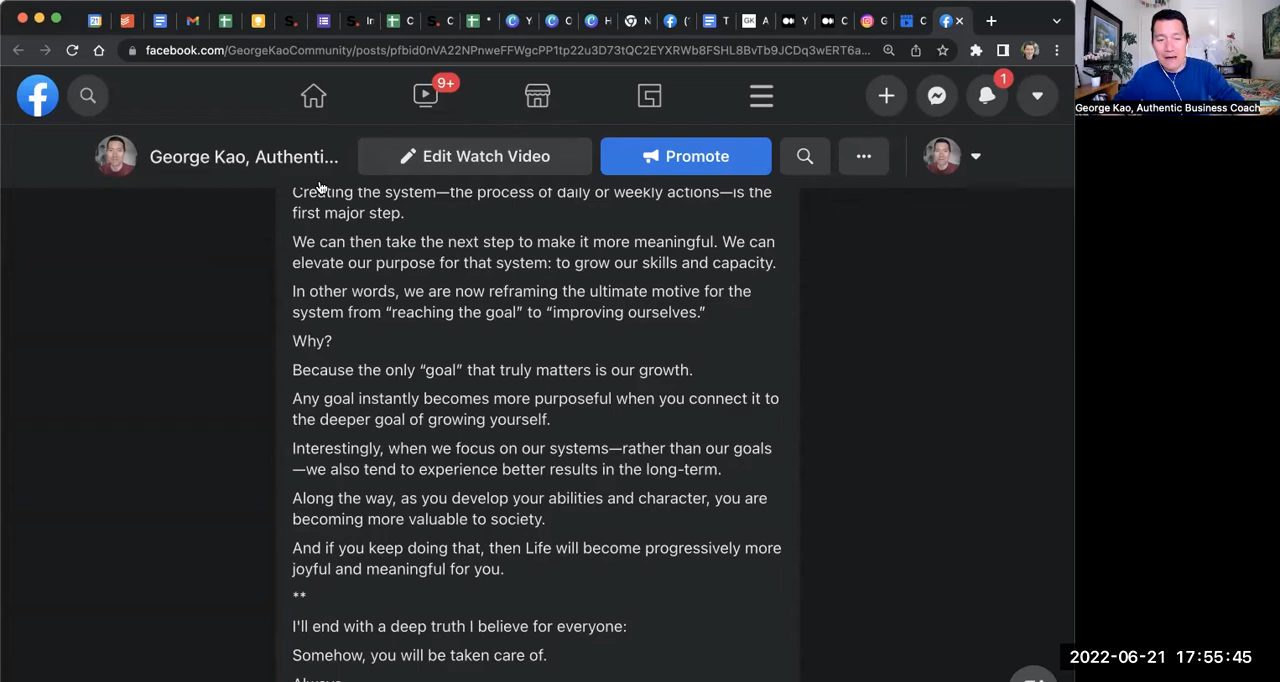 facebook.com/GeorgeKaoCommunity/posts/pfbid0nVA22NPnweFFWgcPP1tp22u3D73tQC2EYXRWb8FSHL8BvTb9JCDq3wERT6a...
9+
1
George Kao, Authentic Business Coach
George Kao, Authenti...
Edit Watch Video
Promote
Creating the system—the process of daily or weekly actions—is the
first major step.
We can then take the next step to make it more meaningful. We can
elevate our purpose for that system: to grow our skills and capacity.
In other words, we are now reframing the ultimate motive for the
system from “reaching the goal” to “improving ourselves.”
Why?
Because the only “goal” that truly matters is our growth.
Any goal instantly becomes more purposeful when you connect it to
the deeper goal of growing yourself.
Interestingly, when we focus on our systems—rather than our goals
—we also tend to experience better results in the long-term.
Along the way, as you develop your abilities and character, you are
becoming more valuable to society.
And if you keep doing that, then Life will become progressively more
joyful and meaningful for you.
**
I'll end with a deep truth I believe for everyone:
Somehow, you will be taken care of.
2022-06-21 17:55:45